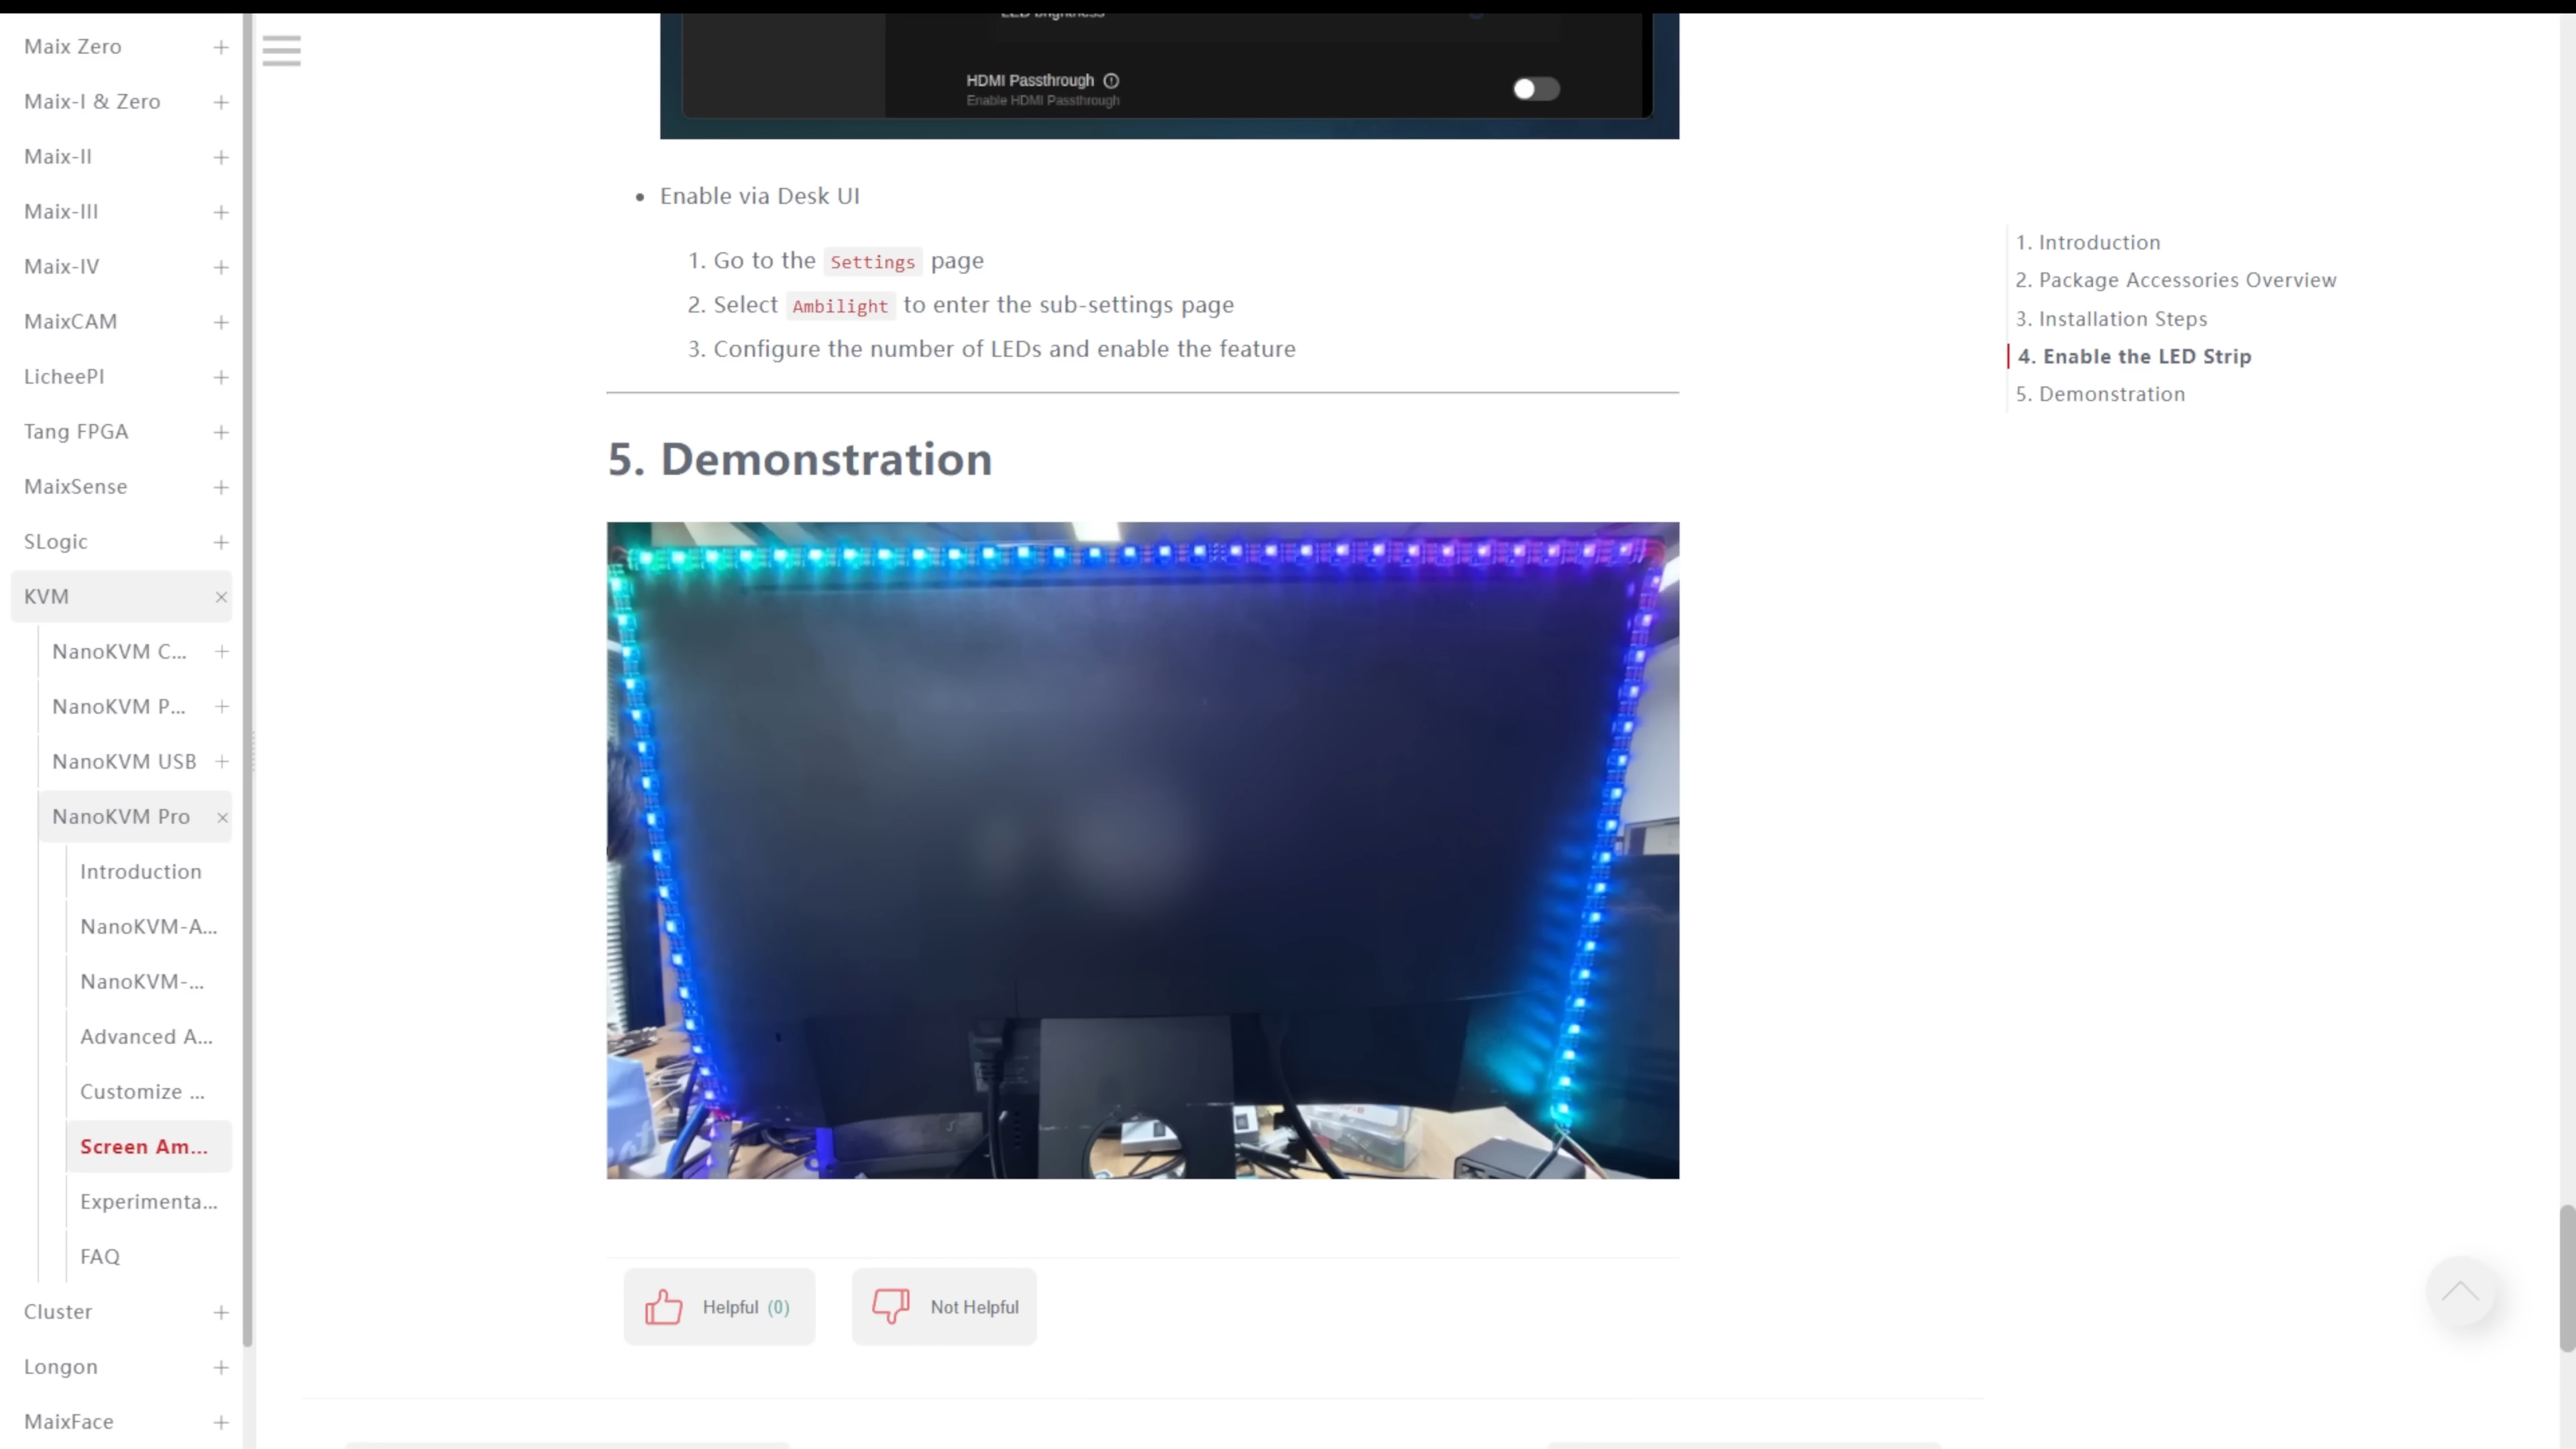 Maix Zero
Maix-I & Zero
Maix-II
Maix-III
Maix-IV
MaixCAM
LicheePI
Tang FPGA
MaixSense
SLogic
KVM
NanoKVM C...
NanoKVM P...
NanoKVM USB
NanoKVM Pro
Introduction
NanoKVM-A...
NanoKVM-...
Advanced A...
Customize ...
Screen Am...
Experimenta...
FAQ
Cluster
Longon
MaixFace
LED brightness
HDMI Passthrough
Enable HDMI Passthrough
• Enable via Desk UI
1. Go to the Settings page
2. Select Ambilight to enter the sub-settings page
3. Configure the number of LEDs and enable the feature
5. Demonstration
Helpful (0)
Not Helpful
1. Introduction
2. Package Accessories Overview
3. Installation Steps
4. Enable the LED Strip
5. Demonstration